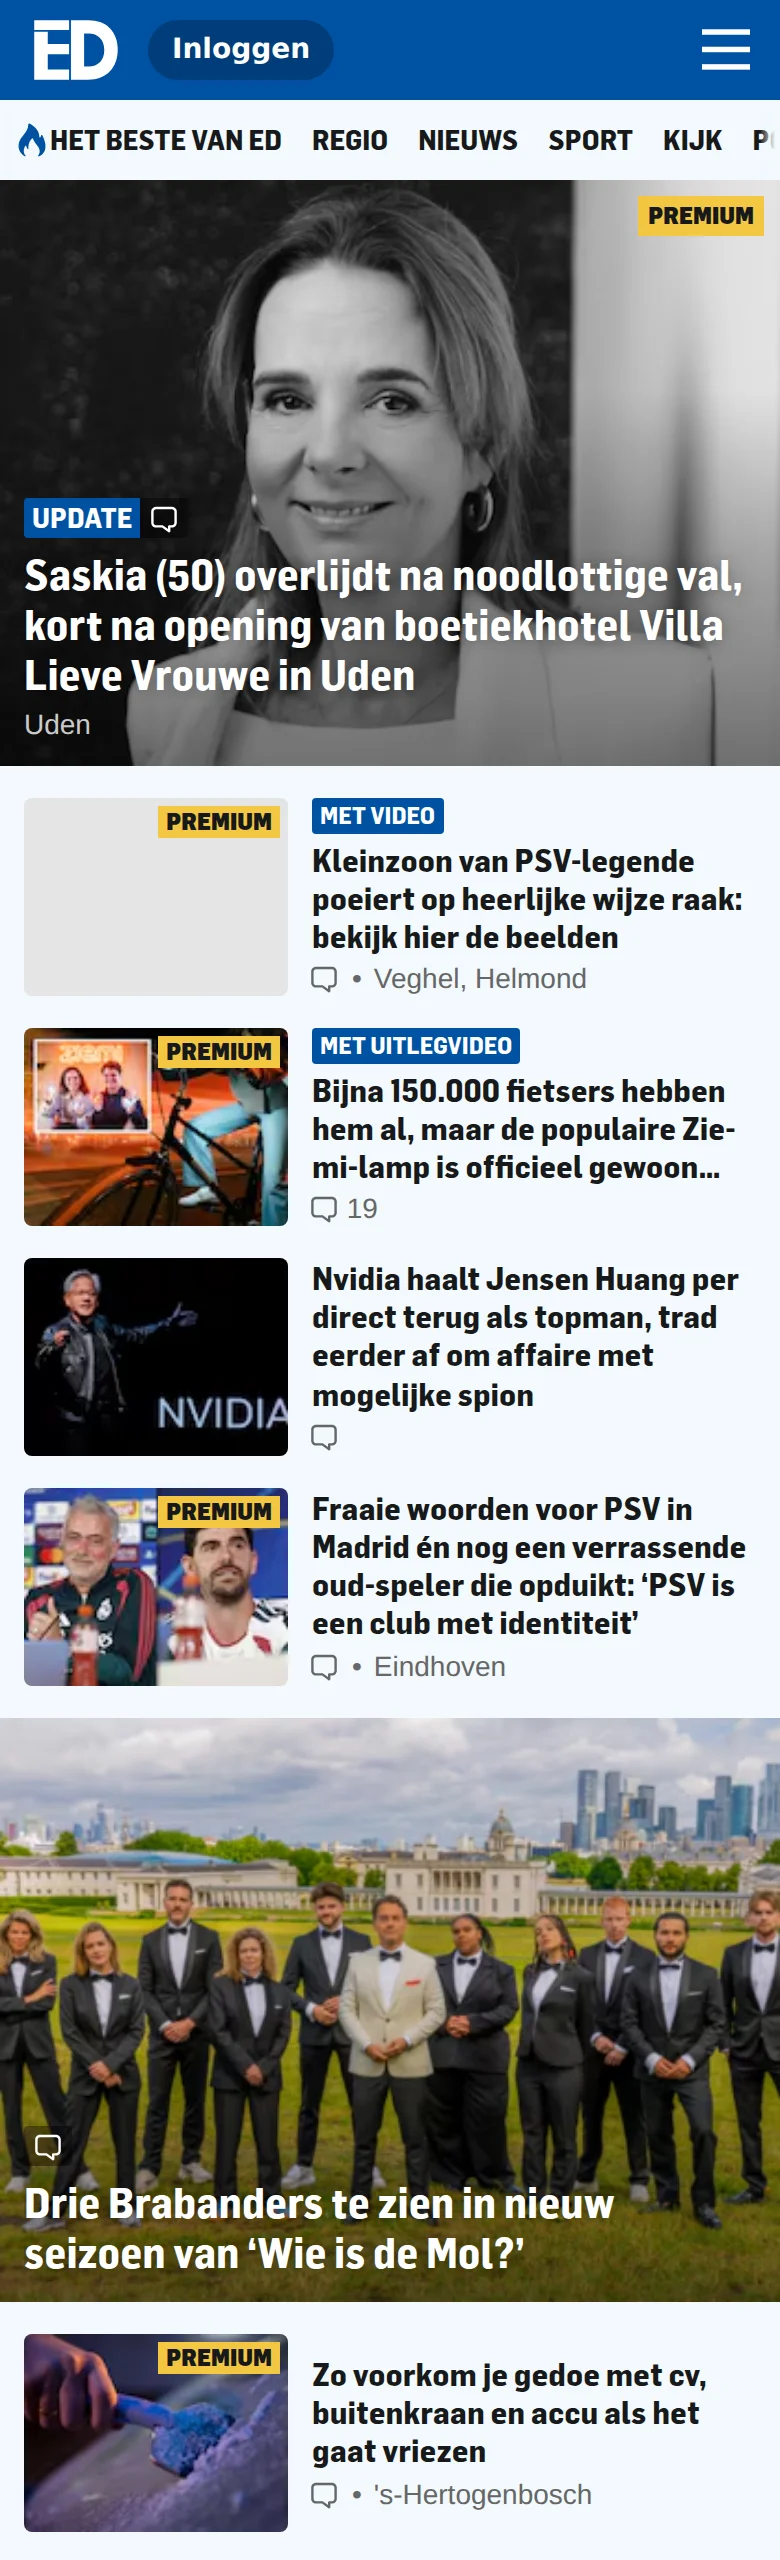 ED
Inloggen
HET BESTE VAN ED
REGIO
NIEUWS
SPORT
KIJK
PREMIUM
UPDATE
Saskia (50) overlijdt na noodlottige val,
kort na opening van boetiekhotel Villa
Lieve Vrouwe in Uden
Uden
PREMIUM
MET VIDEO
Kleinzoon van PSV-legende
poeiert op heerlijke wijze raak:
bekijk hier de beelden
• Veghel, Helmond
PREMIUM
MET UITLEGVIDEO
Bijna 150.000 fietsers hebben
hem al, maar de populaire Zie-
mi-lamp is officieel gewoon...
19
NVIDIA
Nvidia haalt Jensen Huang per
direct terug als topman, trad
eerder af om affaire met
mogelijke spion
PREMIUM
Fraaie woorden voor PSV in
Madrid én nog een verrassende
oud-speler die opduikt: ‘PSV is
een club met identiteit’
• Eindhoven
Drie Brabanders te zien in nieuw
seizoen van ‘Wie is de Mol?’
PREMIUM
Zo voorkom je gedoe met cv,
buitenkraan en accu als het
gaat vriezen
• 's-Hertogenbosch